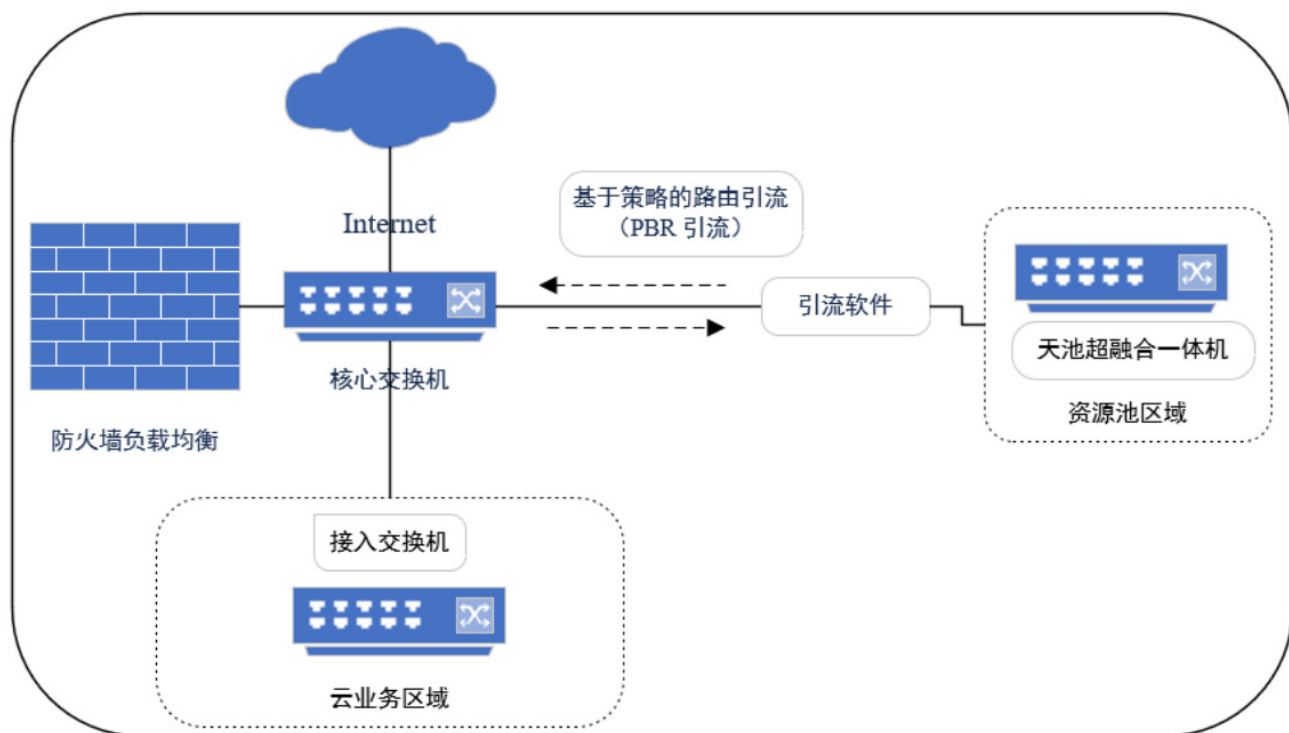 基于策略的路由引流
（PBR 引流）
Internet
引流软件
天池超融合一体机
核心交换机
资源池区域
防火墙负载均衡
接入交换机
云业务区域